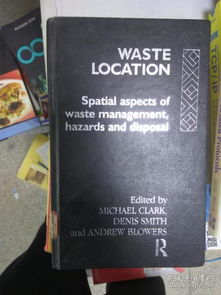 WASTE
LOCATION
Spatial aspects of
waste management,
hazards and disposal
Edited by
MICHAEL CLARK,
DENIS SMITH
and ANDREW BLOWERS
R